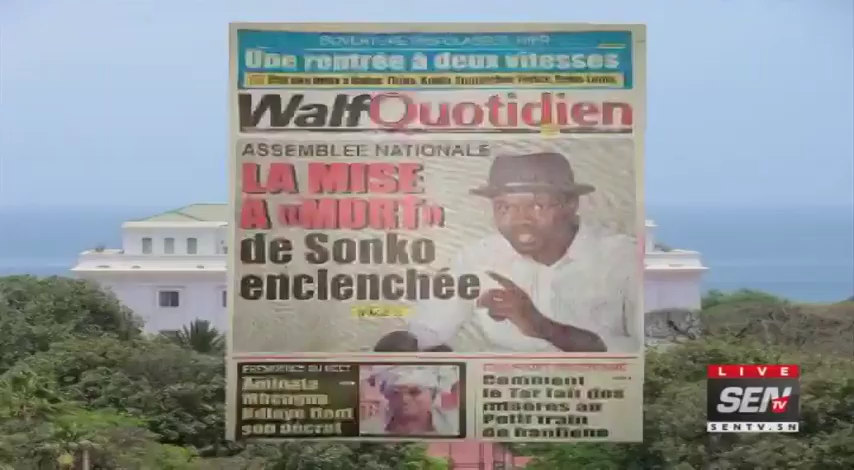 Une rentrée à deux vitesses
WalfQuotidien
ASSEMBLEE NATIONALE
LA MISE
A «MORT»
de Sonko
enclenchée
Aminata
Mbengue
Ndiaye tient
son décret
Comment
le Ter fait des
misères au
Petit train
de banlieue
LIVE
SEN TV
SENTV.SN